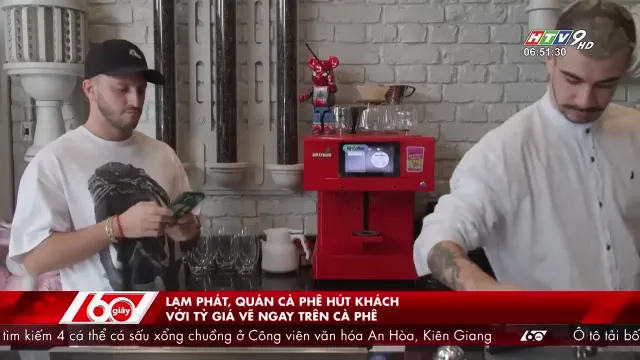 HTV9HD
06:51:30
60 giây
LẠM PHÁT, QUÁN CÀ PHÊ HÚT KHÁCH
VỚI TỶ GIÁ VẼ NGAY TRÊN CÀ PHÊ
tìm kiếm 4 cá thể cá sấu xổng chuồng ở Công viên văn hóa An Hòa, Kiên Giang
60
Ô tô tải bố